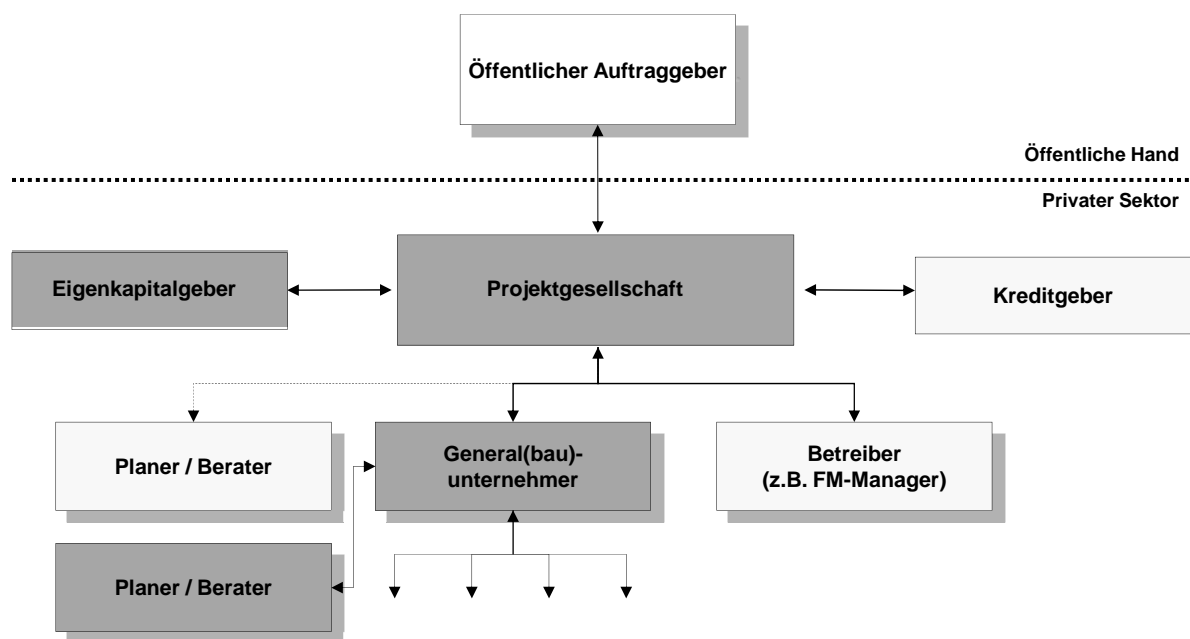 Öffentlicher Auftraggeber
Öffentliche Hand
Privater Sektor
Eigenkapitalgeber
Projektgesellschaft
Kreditgeber
Planer / Berater
General(bau)-
unternehmer
Betreiber
(z.B. FM-Manager)
Planer / Berater